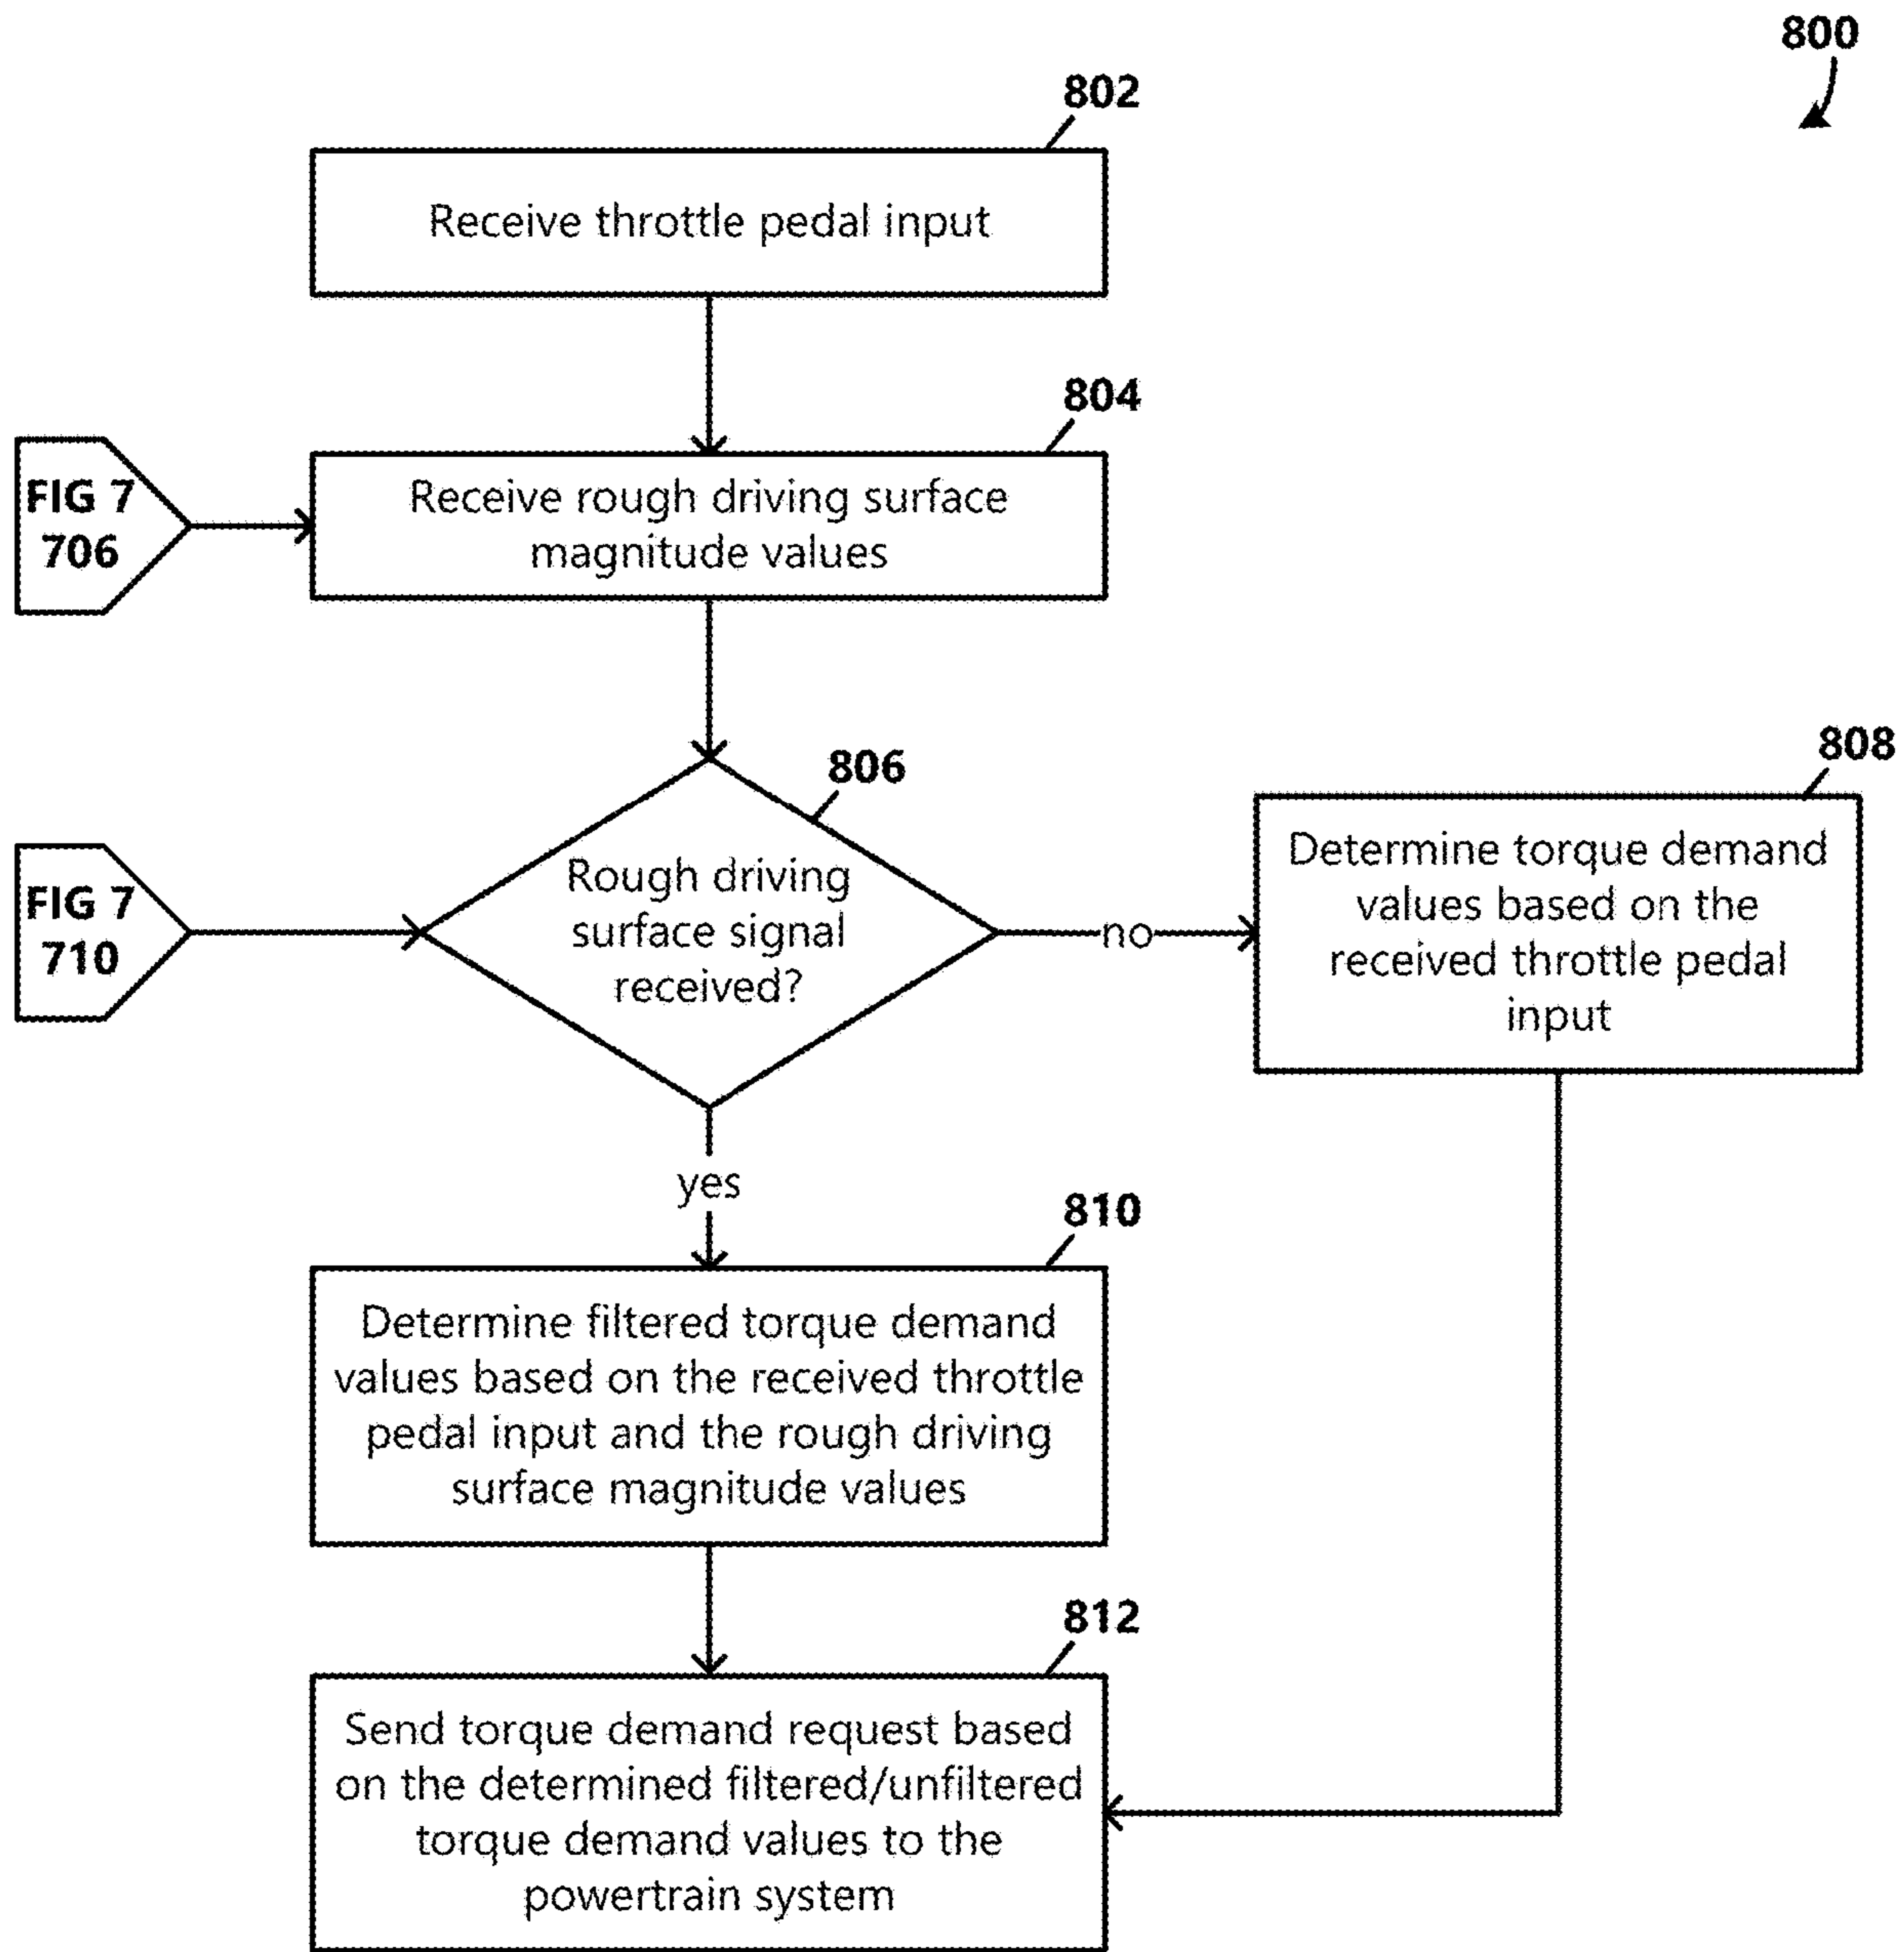 800
802
Receive throttle pedal input
804
FIG 7
706
Receive rough driving surface
magnitude values
806
808
FIG 7
710
Rough driving
surface signal
received?
no
Determine torque demand
values based on the
received throttle pedal
input
yes
810
Determine filtered torque demand
values based on the received throttle
pedal input and the rough driving
surface magnitude values
812
Send torque demand request based
on the determined filtered/unfiltered
torque demand values to the
powertrain system